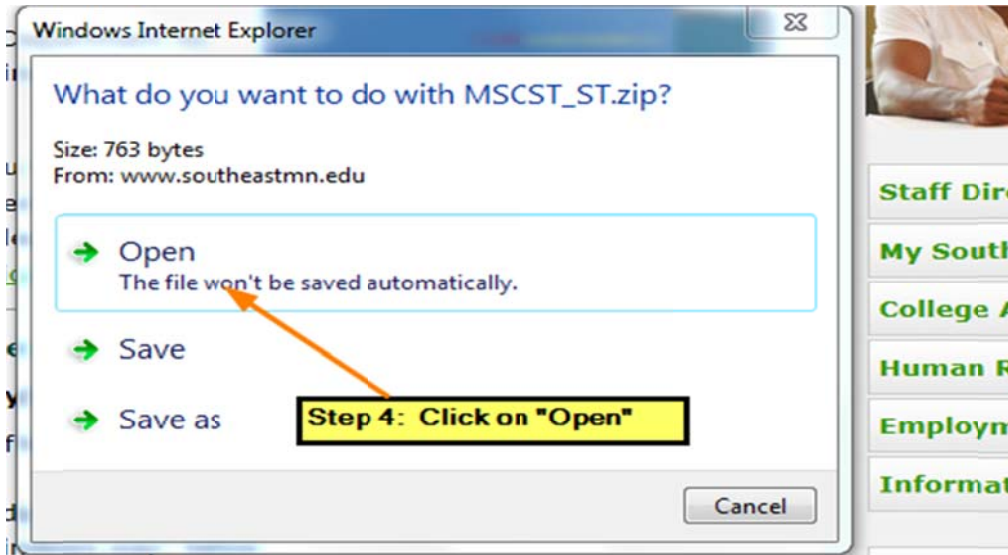 Windows Internet Explorer
What do you want to do with MSCST_ST.zip?
Size: 763 bytes
From: www.southeastmn.edu
Open
The file won't be saved automatically.
Save
Save as
Step 4: Click on "Open"
Cancel
Staff Dir
My South
College A
Human R
Employm
Informat